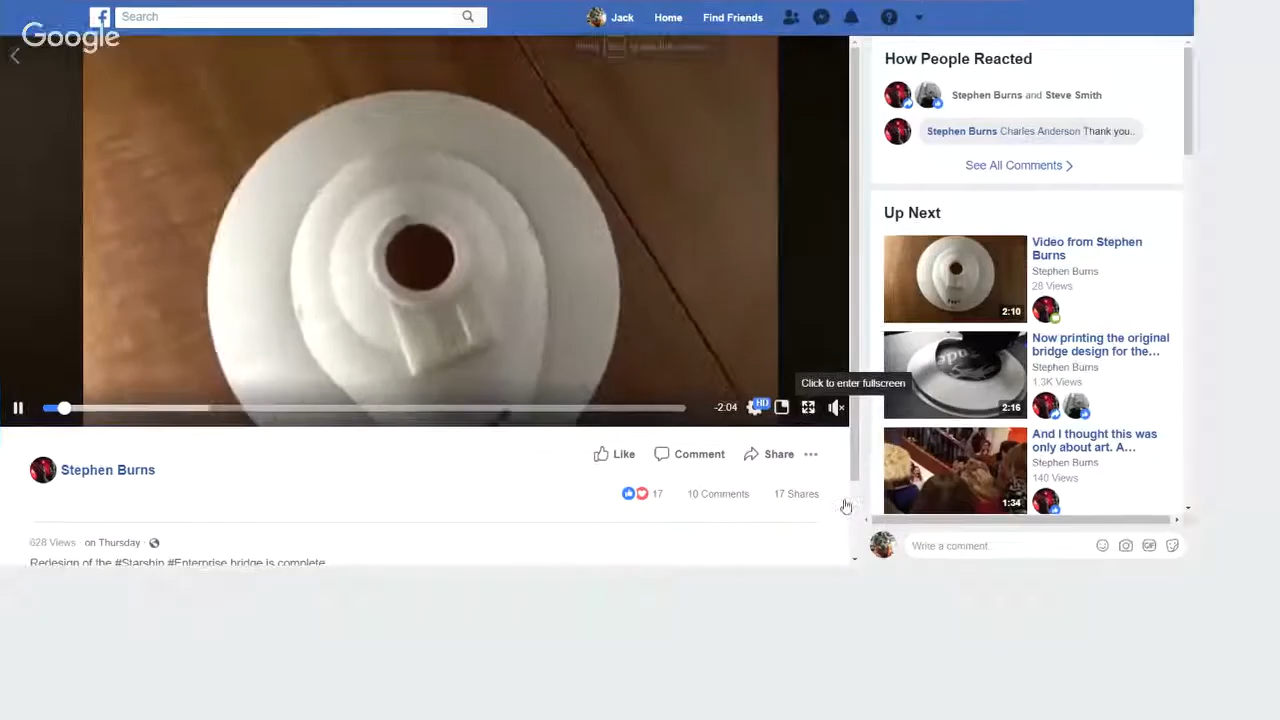 Search
Jack
Home
Find Friends
Google
How People Reacted
Stephen Burns and Steve Smith
Stephen Burns Charles Anderson Thank you..
See All Comments
Up Next
Video from Stephen
Burns
Stephen Burns
28 Views
2:10
Now printing the original
bridge design for the...
Stephen Burns
1.3K Views
2:16
And I thought this was
only about art. A...
Stephen Burns
140 Views
1:34
Click to enter fullscreen
-2:04
HD
Stephen Burns
Like
Comment
Share
17
10 Comments
17 Shares
628 Views · on Thursday ·
Redesign of the #Starship #Enterprise bridge is complete
Write a comment
GIF